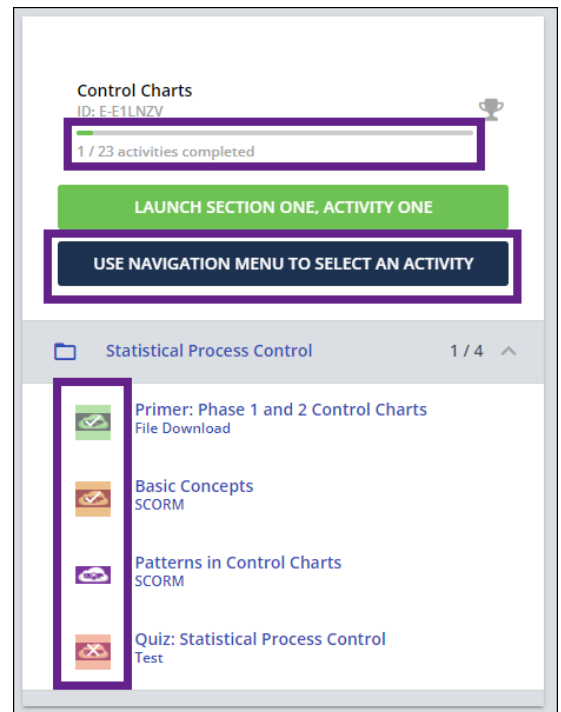 Control Charts
ID: E-E1LNZV
1 / 23 activities completed
LAUNCH SECTION ONE, ACTIVITY ONE
USE NAVIGATION MENU TO SELECT AN ACTIVITY
Statistical Process Control 1 / 4
Primer: Phase 1 and 2 Control Charts
File Download
Basic Concepts
SCORM
Patterns in Control Charts
SCORM
Quiz: Statistical Process Control
Test